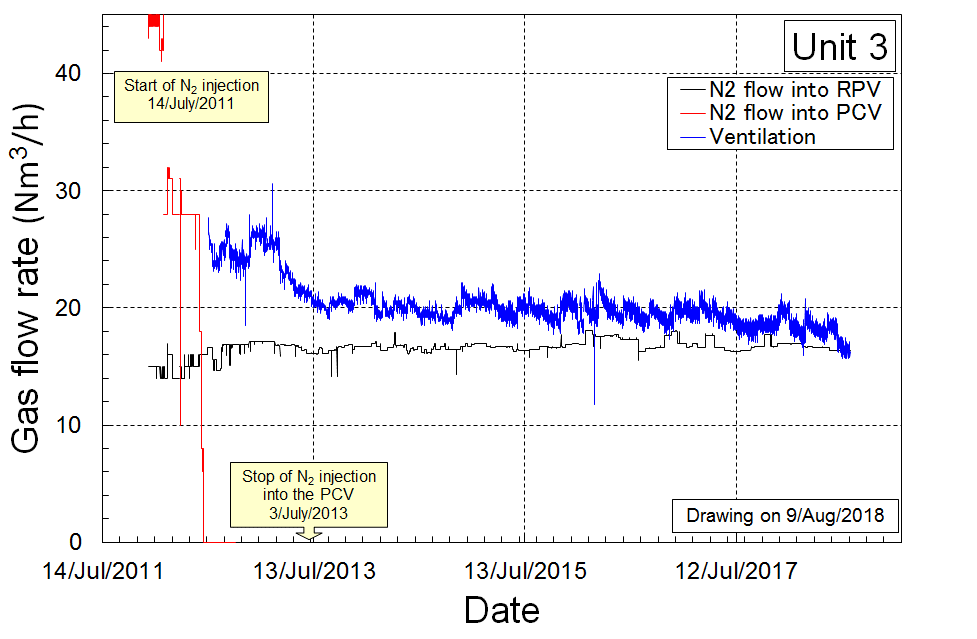 Unit 3
N2 flow into RPV
N2 flow into PCV
Ventilation
Start of N₂ injection
14/July/2011
Gas flow rate (Nm³/h)
40
30
20
10
0
Stop of N₂ injection
into the PCV
3/July/2013
Drawing on 9/Aug/2018
14/Jul/2011 13/Jul/2013 13/Jul/2015 12/Jul/2017
Date